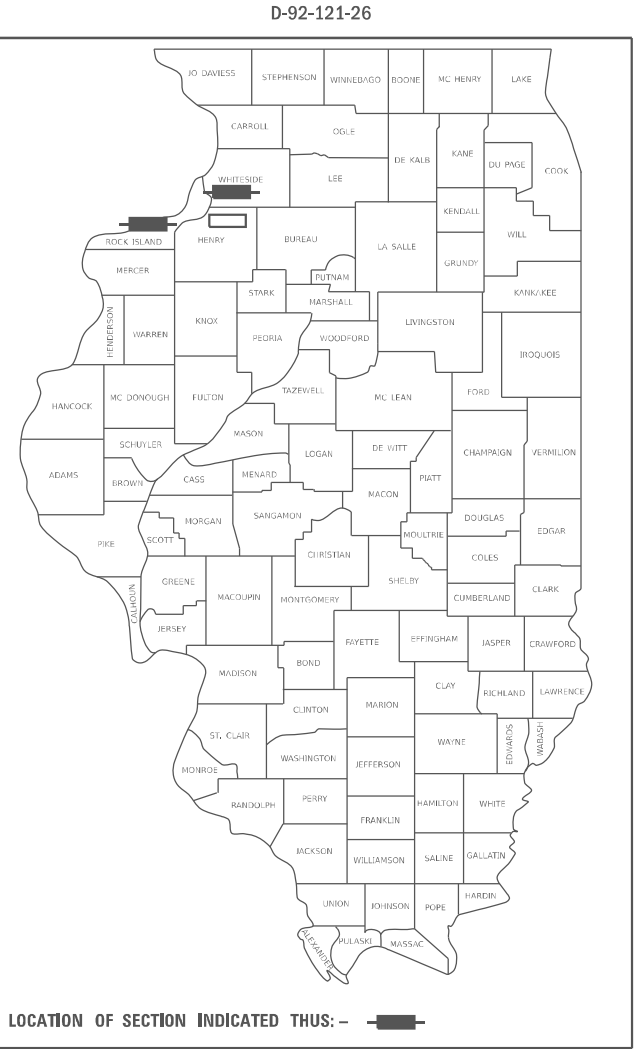 D-92-121-26
JO DAVIESS
STEPHENSON
WINNEBAGO
BOONE
MC HENRY
LAKE
CARROLL
OGLE
DE KALB
KANE
DU PAGE
COOK
WHITESIDE
LEE
KENDALL
WILL
ROCK ISLAND
HENRY
BUREAU
LA SALLE
GRUNDY
MERCER
PUTNAM
KANKAKEE
STARK
MARSHALL
HENDERSON
WARREN
KNOX
PEORIA
WOODFORD
LIVINGSTON
IROQUOIS
HANCOCK
MC DONOUGH
FULTON
TAZEWELL
MC LEAN
FORD
SCHUYLER
MASON
LOGAN
DE WITT
CHAMPAIGN
VERMILION
ADAMS
BROWN
CASS
MENARD
PIATT
MACON
MORGAN
SANGAMON
DOUGLAS
EDGAR
PIKE
SCOTT
CHRISTIAN
MOULTRIE
COLES
GREENE
MACOUPIN
MONTGOMERY
SHELBY
CUMBERLAND
CLARK
CALHOUN
JERSEY
FAYETTE
EFFINGHAM
JASPER
CRAWFORD
MADISON
BOND
CLAY
RICHLAND
LAWRENCE
CLINTON
MARION
ST. CLAIR
WAYNE
EDWARDS
WABASH
MONROE
WASHINGTON
JEFFERSON
RANDOLPH
PERRY
HAMILTON
WHITE
FRANKLIN
JACKSON
WILLIAMSON
SALINE
GALLATIN
UNION
JOHNSON
POPE
HARDIN
ALEXANDER
PULASKI
MASSAC
LOCATION OF SECTION INDICATED THUS: –